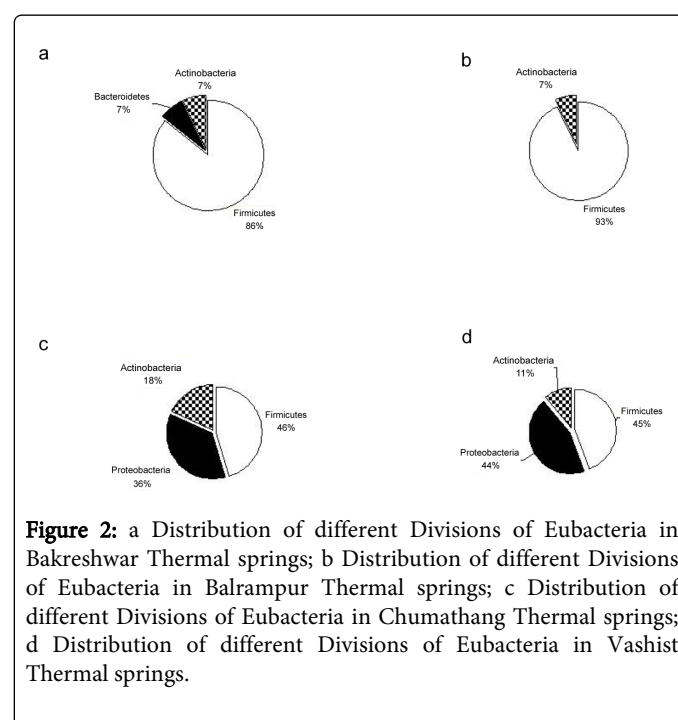 a
Actinobacteria
7%
Bacteroidetes
7%
Firmicutes
86%
b
Actinobacteria
7%
Firmicutes
93%
c
Actinobacteria
18%
Firmicutes
46%
Proteobacteria
36%
d
Actinobacteria
11%
Firmicutes
45%
Proteobacteria
44%
Figure 2: a Distribution of different Divisions of Eubacteria in
Bakreshwar Thermal springs; b Distribution of different Divisions
of Eubacteria in Balrampur Thermal springs; c Distribution of
different Divisions of Eubacteria in Chumathang Thermal springs;
d Distribution of different Divisions of Eubacteria in Vashist
Thermal springs.